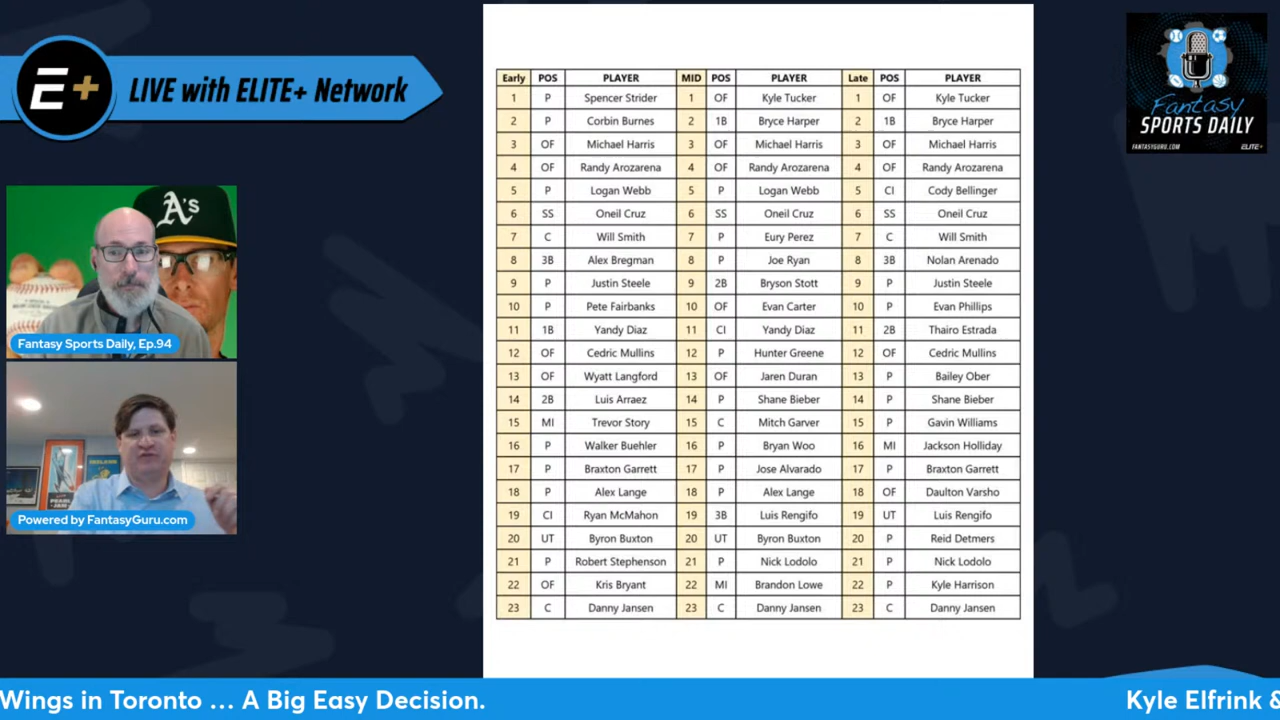 E+
LIVE with ELITE+ Network
Fantasy
SPORTS DAILY
FANTASYGURU.COM ELITE+
A's
Fantasy Sports Daily, Ep.94
Powered by FantasyGuru.com
Early POS PLAYER MID POS PLAYER Late POS PLAYER
1 P Spencer Strider 1 OF Kyle Tucker 1 OF Kyle Tucker
2 P Corbin Burnes 2 1B Bryce Harper 2 1B Bryce Harper
3 OF Michael Harris 3 OF Michael Harris 3 OF Michael Harris
4 OF Randy Arozarena 4 OF Randy Arozarena 4 OF Randy Arozarena
5 P Logan Webb 5 P Logan Webb 5 CI Cody Bellinger
6 SS Oneil Cruz 6 SS Oneil Cruz 6 SS Oneil Cruz
7 C Will Smith 7 P Eury Perez 7 C Will Smith
8 3B Alex Bregman 8 P Joe Ryan 8 3B Nolan Arenado
9 P Justin Steele 9 2B Bryson Stott 9 P Justin Steele
10 P Pete Fairbanks 10 OF Evan Carter 10 P Evan Phillips
11 1B Yandy Diaz 11 CI Yandy Diaz 11 2B Thairo Estrada
12 OF Cedric Mullins 12 P Hunter Greene 12 OF Cedric Mullins
13 OF Wyatt Langford 13 OF Jaren Duran 13 P Bailey Ober
14 2B Luis Arraez 14 P Shane Bieber 14 P Shane Bieber
15 MI Trevor Story 15 C Mitch Garver 15 P Gavin Williams
16 P Walker Buehler 16 P Bryan Woo 16 MI Jackson Holliday
17 P Braxton Garrett 17 P Jose Alvarado 17 P Braxton Garrett
18 P Alex Lange 18 P Alex Lange 18 OF Daulton Varsho
19 CI Ryan McMahon 19 3B Luis Rengifo 19 UT Luis Rengifo
20 UT Byron Buxton 20 UT Byron Buxton 20 P Reid Detmers
21 P Robert Stephenson 21 P Nick Lodolo 21 P Nick Lodolo
22 OF Kris Bryant 22 MI Brandon Lowe 22 P Kyle Harrison
23 C Danny Jansen 23 C Danny Jansen 23 C Danny Jansen
Wings in Toronto ... A Big Easy Decision.
Kyle Elfrink &